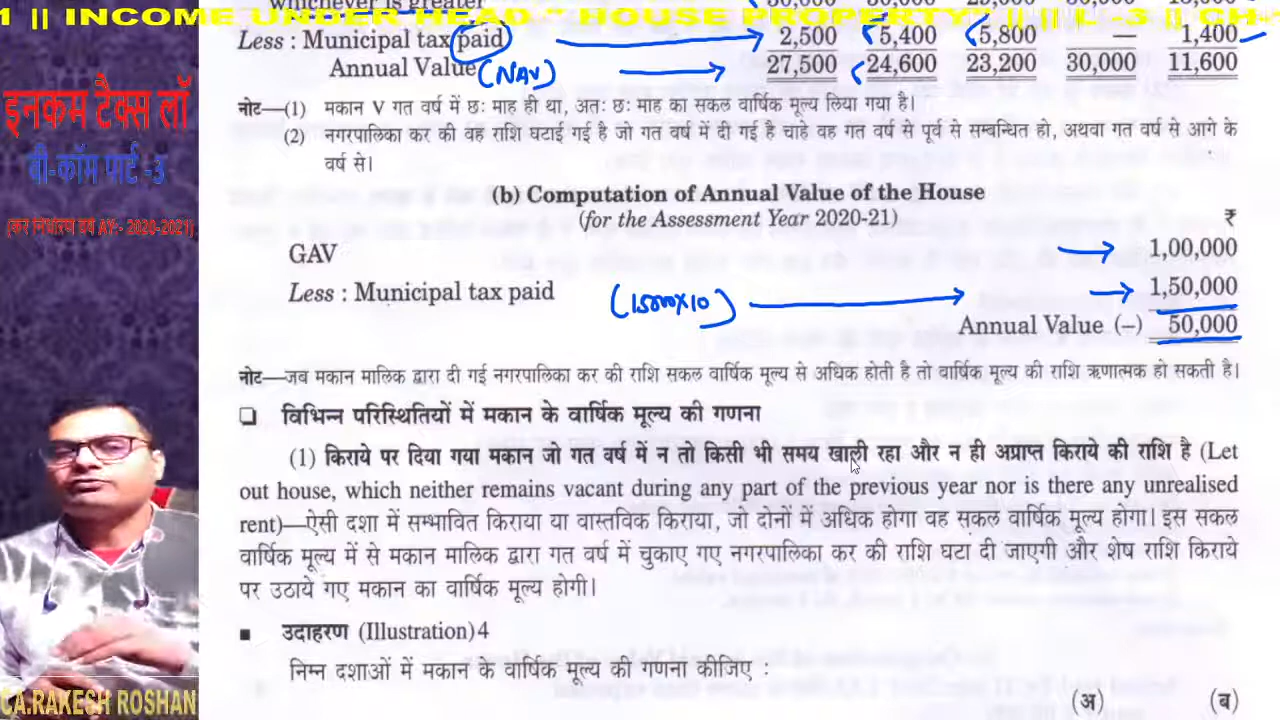 1 || INCOME UNDER HEAD " HOUSE PROPERTY || || L -3 || CH-
whichever is greater
Less : Municipal tax paid 2,500 5,400 5,800 — 1,400
Annual Value (NAV) 27,500 24,600 23,200 30,000 11,600
नोट—(1) मकान V गत वर्ष में छः माह ही था, अतः छः माह का सकल वार्षिक मूल्य लिया गया है।
(2) नगरपालिका कर की वह राशि घटाई गई है जो गत वर्ष में दी गई है चाहे वह गत वर्ष से पूर्व से सम्बन्धित हो, अथवा गत वर्ष से आगे के
वर्ष से।
(b) Computation of Annual Value of the House
(for the Assessment Year 2020-21) ₹
GAV 1,00,000
Less : Municipal tax paid (15000x10) 1,50,000
Annual Value (–) 50,000
नोट—जब मकान मालिक द्वारा दी गई नगरपालिका कर की राशि सकल वार्षिक मूल्य से अधिक होती है तो वार्षिक मूल्य की राशि ऋणात्मक हो सकती है।
❑ विभिन्न परिस्थितियों में मकान के वार्षिक मूल्य की गणना
(1) किराये पर दिया गया मकान जो गत वर्ष में न तो किसी भी समय खाली रहा और न ही अप्राप्त किराये की राशि है (Let
out house, which neither remains vacant during any part of the previous year nor is there any unrealised
rent)—ऐसी दशा में सम्भावित किराया या वास्तविक किराया, जो दोनों में अधिक होगा वह सकल वार्षिक मूल्य होगा। इस सकल
वार्षिक मूल्य में से मकान मालिक द्वारा गत वर्ष में चुकाए गए नगरपालिका कर की राशि घटा दी जाएगी और शेष राशि किराये
पर उठाये गए मकान का वार्षिक मूल्य होगी।
■ उदाहरण (Illustration) 4
निम्न दशाओं में मकान के वार्षिक मूल्य की गणना कीजिए :
(अ) (ब)
इनकम टैक्स लॉ
बी-कॉम पार्ट -3
(कर निर्धारण वर्ष AY:- 2020-2021)
CA.RAKESH ROSHAN